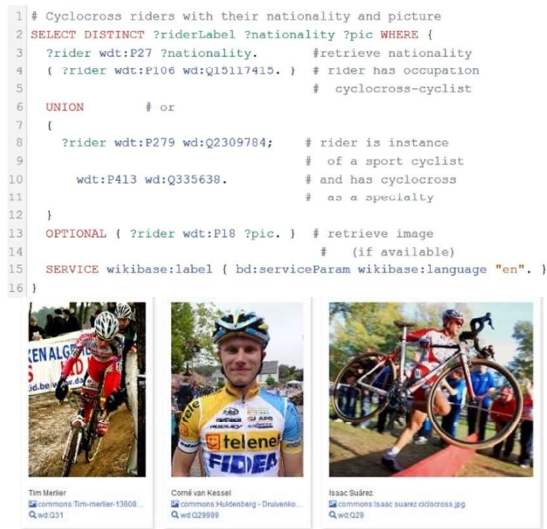 1 # Cyclocross riders with their nationality and picture
2 SELECT DISTINCT ?riderLabel ?nationality ?pic WHERE {
3 ?rider wdt:P27 ?nationality. #retrieve nationality
4 { ?rider wdt:P106 wd:Q15117415. } # rider has occupation
5 # cyclocross-cyclist
6 UNION # or
7 {
8 ?rider wdt:P279 wd:Q2309784; # rider is instance
9 # of a sport cyclist
10 wdt:P413 wd:Q335638. # and has cyclocross
11 # as a specialty
12 }
13 OPTIONAL { ?rider wdt:P18 ?pic. } # retrieve image
14 # (if available)
15 SERVICE wikibase:label { bd:serviceParam wikibase:language "en". }
16 }
KEN ALGE
telenet
FIDEA
Tim Merlier
commons:Tim-merlier-13608...
wd:Q31
Corné van Kessel
commons:Huldenberg - Druivenko...
wd:Q29999
Isaac Suárez
commons:Isaac suarez ciclocross.jpg
wd:Q29